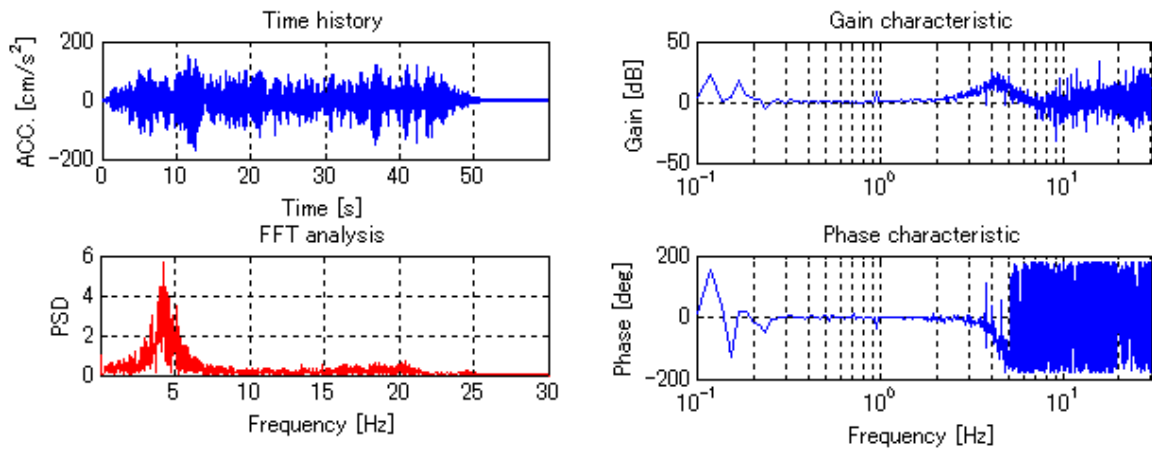 Time history
ACC. [cm/s²]
200
0
−200
0 10 20 30 40 50
Time [s]
FFT analysis
PSD
6
4
2
0
5 10 15 20 25 30
Frequency [Hz]
Gain characteristic
Gain [dB]
50
0
−50
10⁻¹ 10⁰ 10¹
Phase characteristic
Phase [deg]
200
0
−200
10⁻¹ 10⁰ 10¹
Frequency [Hz]